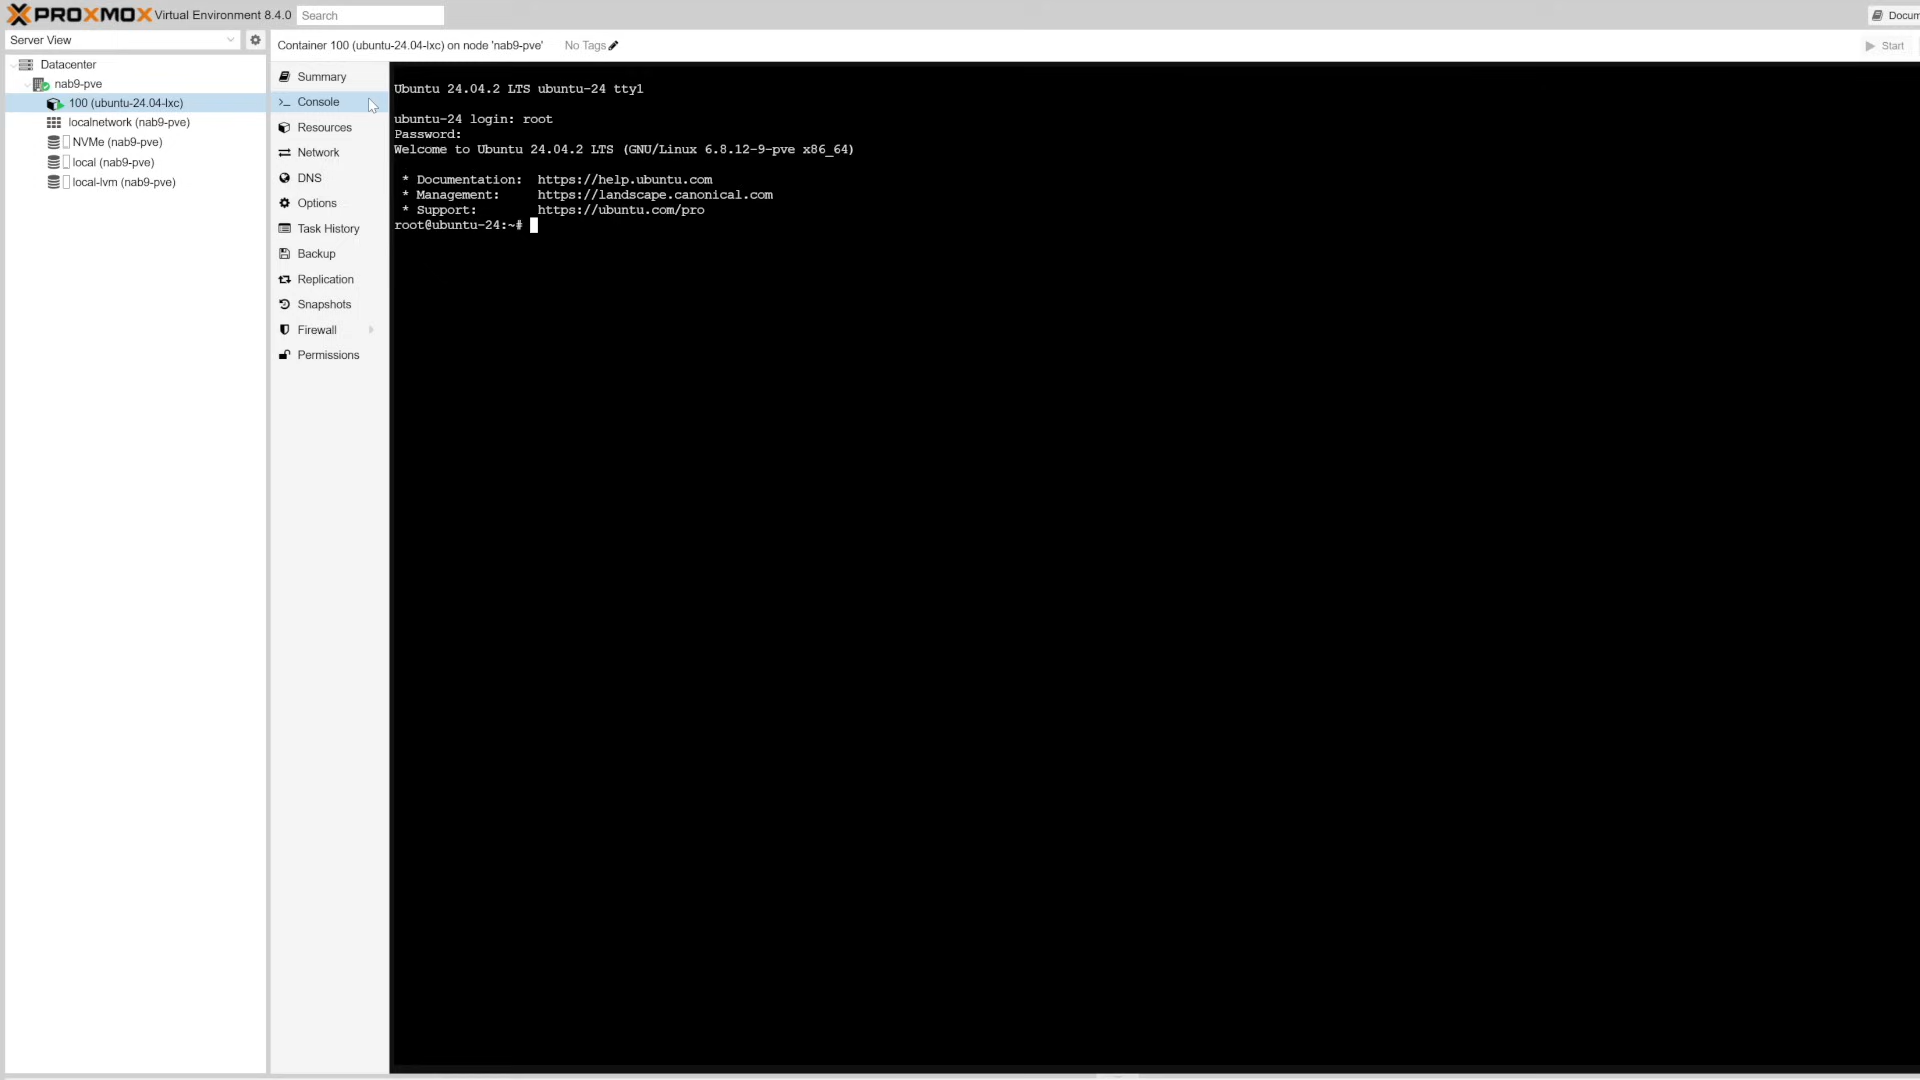 PROXMOX Virtual Environment 8.4.0 Search
Docum
Server View
Container 100 (ubuntu-24.04-lxc) on node 'nab9-pve' No Tags
Start
Datacenter
nab9-pve
100 (ubuntu-24.04-lxc)
localnetwork (nab9-pve)
NVMe (nab9-pve)
local (nab9-pve)
local-lvm (nab9-pve)
Summary
Console
Resources
Network
DNS
Options
Task History
Backup
Replication
Snapshots
Firewall
Permissions
Ubuntu 24.04.2 LTS ubuntu-24 tty1
ubuntu-24 login: root
Password:
Welcome to Ubuntu 24.04.2 LTS (GNU/Linux 6.8.12-9-pve x86_64)
* Documentation: https://help.ubuntu.com
* Management: https://landscape.canonical.com
* Support: https://ubuntu.com/pro
root@ubuntu-24:~#